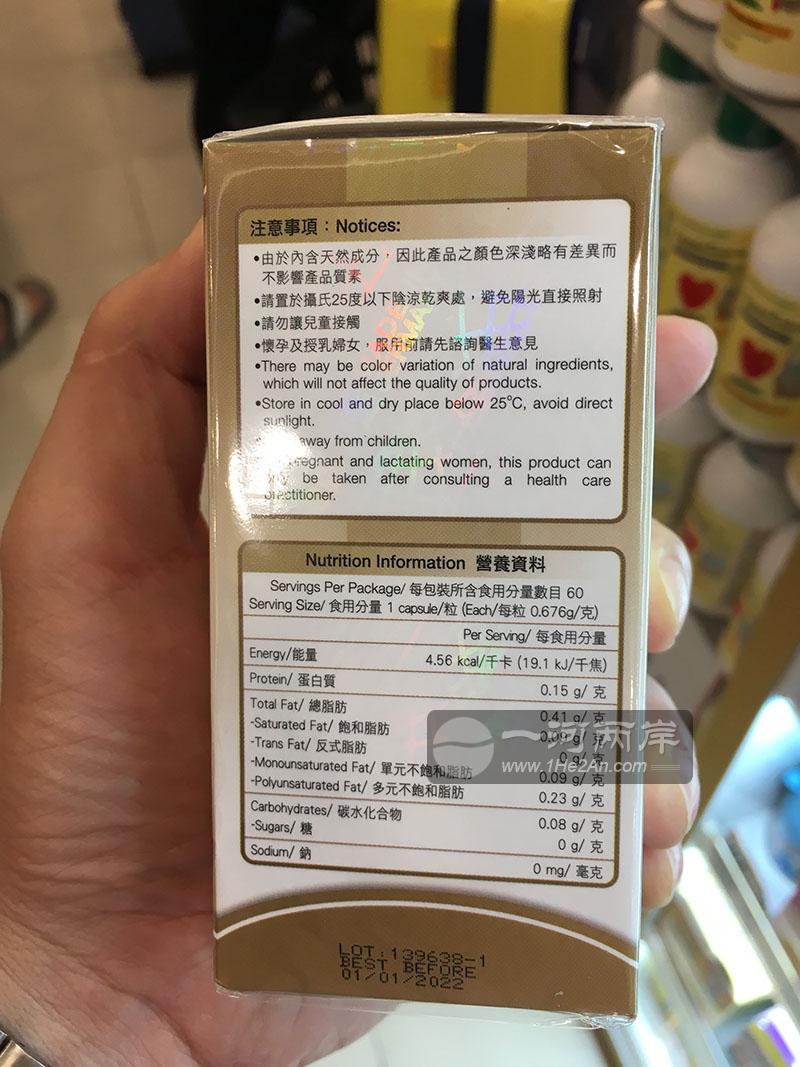 注意事項：Notices:
•由於內含天然成分，因此產品之顏色深淺略有差異而
不影響產品質素
•請置於攝氏25度以下陰涼乾爽處，避免陽光直接照射
•請勿讓兒童接觸
•懷孕及授乳婦女，服用前請先諮詢醫生意見
•There may be color variation of natural ingredients,
which will not affect the quality of products.
•Store in cool and dry place below 25°C, avoid direct
sunlight.
away from children.
pregnant and lactating women, this product can
only be taken after consulting a health care
practitioner.
Nutrition Information 營養資料
Servings Per Package/ 每包裝所含食用分量數目 60
Serving Size/ 食用分量 1 capsule/粒 (Each/每粒 0.676g/克)
Per Serving/ 每食用分量
Energy/能量 4.56 kcal/千卡 (19.1 kJ/千焦)
Protein/ 蛋白質 0.15 g/ 克
Total Fat/ 總脂肪 0.41 g/ 克
-Saturated Fat/ 飽和脂肪 0.09 g/ 克
-Trans Fat/ 反式脂肪 0 g/ 克
-Monounsaturated Fat/ 單元不飽和脂肪 0.09 g/ 克
-Polyunsaturated Fat/ 多元不飽和脂肪 0.23 g/ 克
Carbohydrates/ 碳水化合物 0.08 g/ 克
-Sugars/ 糖 0 g/ 克
Sodium/ 鈉 0 mg/ 毫克
一河兩岸
www.1He2An.com
LOT:139638-1
BEST BEFORE
01/01/2022